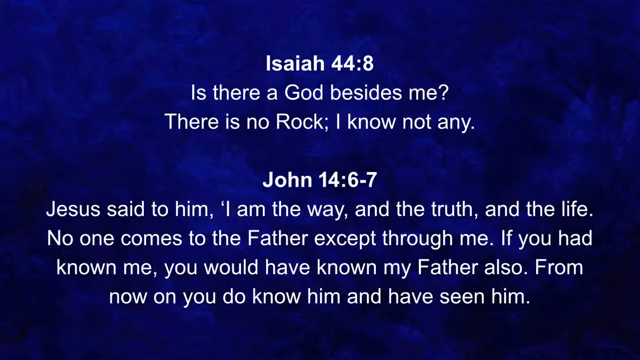 Isaiah 44:8
Is there a God besides me?
There is no Rock; I know not any.
John 14:6-7
Jesus said to him, ‘I am the way, and the truth, and the life.
No one comes to the Father except through me. If you had
known me, you would have known my Father also. From
now on you do know him and have seen him.